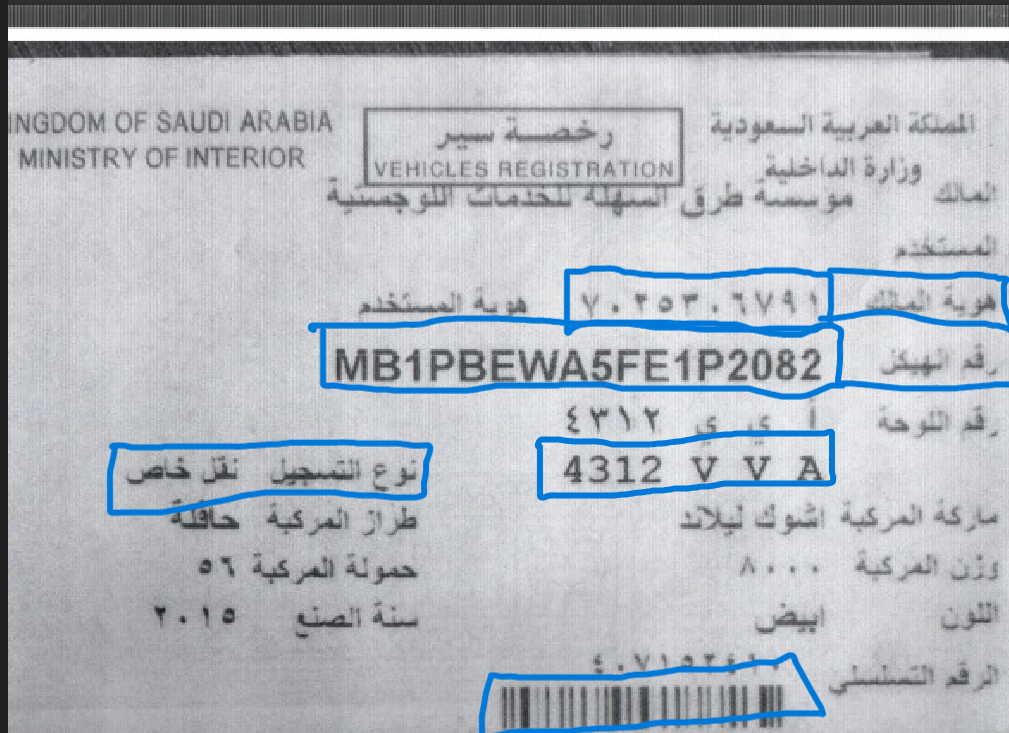 المملكة العربية السعودية رخصة سير INGDOM OF SAUDI ARABIA
وزارة الداخلية VEHICLES REGISTRATION MINISTRY OF INTERIOR
المالك موسسة طرق السهله للخدمات اللوجستية
المستخدم
هوية المالك ٧٠٢٥٣٠٦٧٩١ هوية المستخدم
رقم الهيكل MB1PBEWA5FE1P2082
رقم اللوحة أ ي ي ٤٣١٢
4312 V V A
نوع التسجيل نقل خاص
ماركة المركبة اشوك ليلاند طراز المركبة حافلة
وزن المركبة ٨٠٠٠ حمولة المركبة ٥٦
اللون ابيض سنة الصنع ٢٠١٥
الرقم التسلسلي